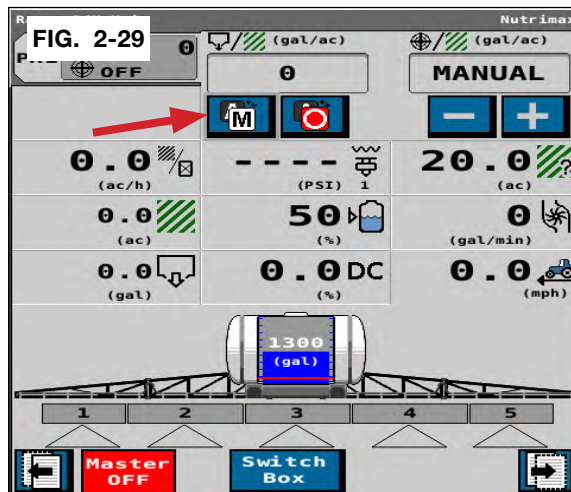 Nutrimax
FIG. 2-29
0
OFF
(gal/ac)
0
(gal/ac)
MANUAL
M
− +
0.0
(ac/h)
----
(PSI) 1
20.0
?
(ac)
0.0
(ac)
50
(%)
0
(gal/min)
0.0
(gal)
0.0 DC
(%)
0.0
(mph)
1300
(gal)
1 2 3 4 5
Master
OFF
Switch
Box